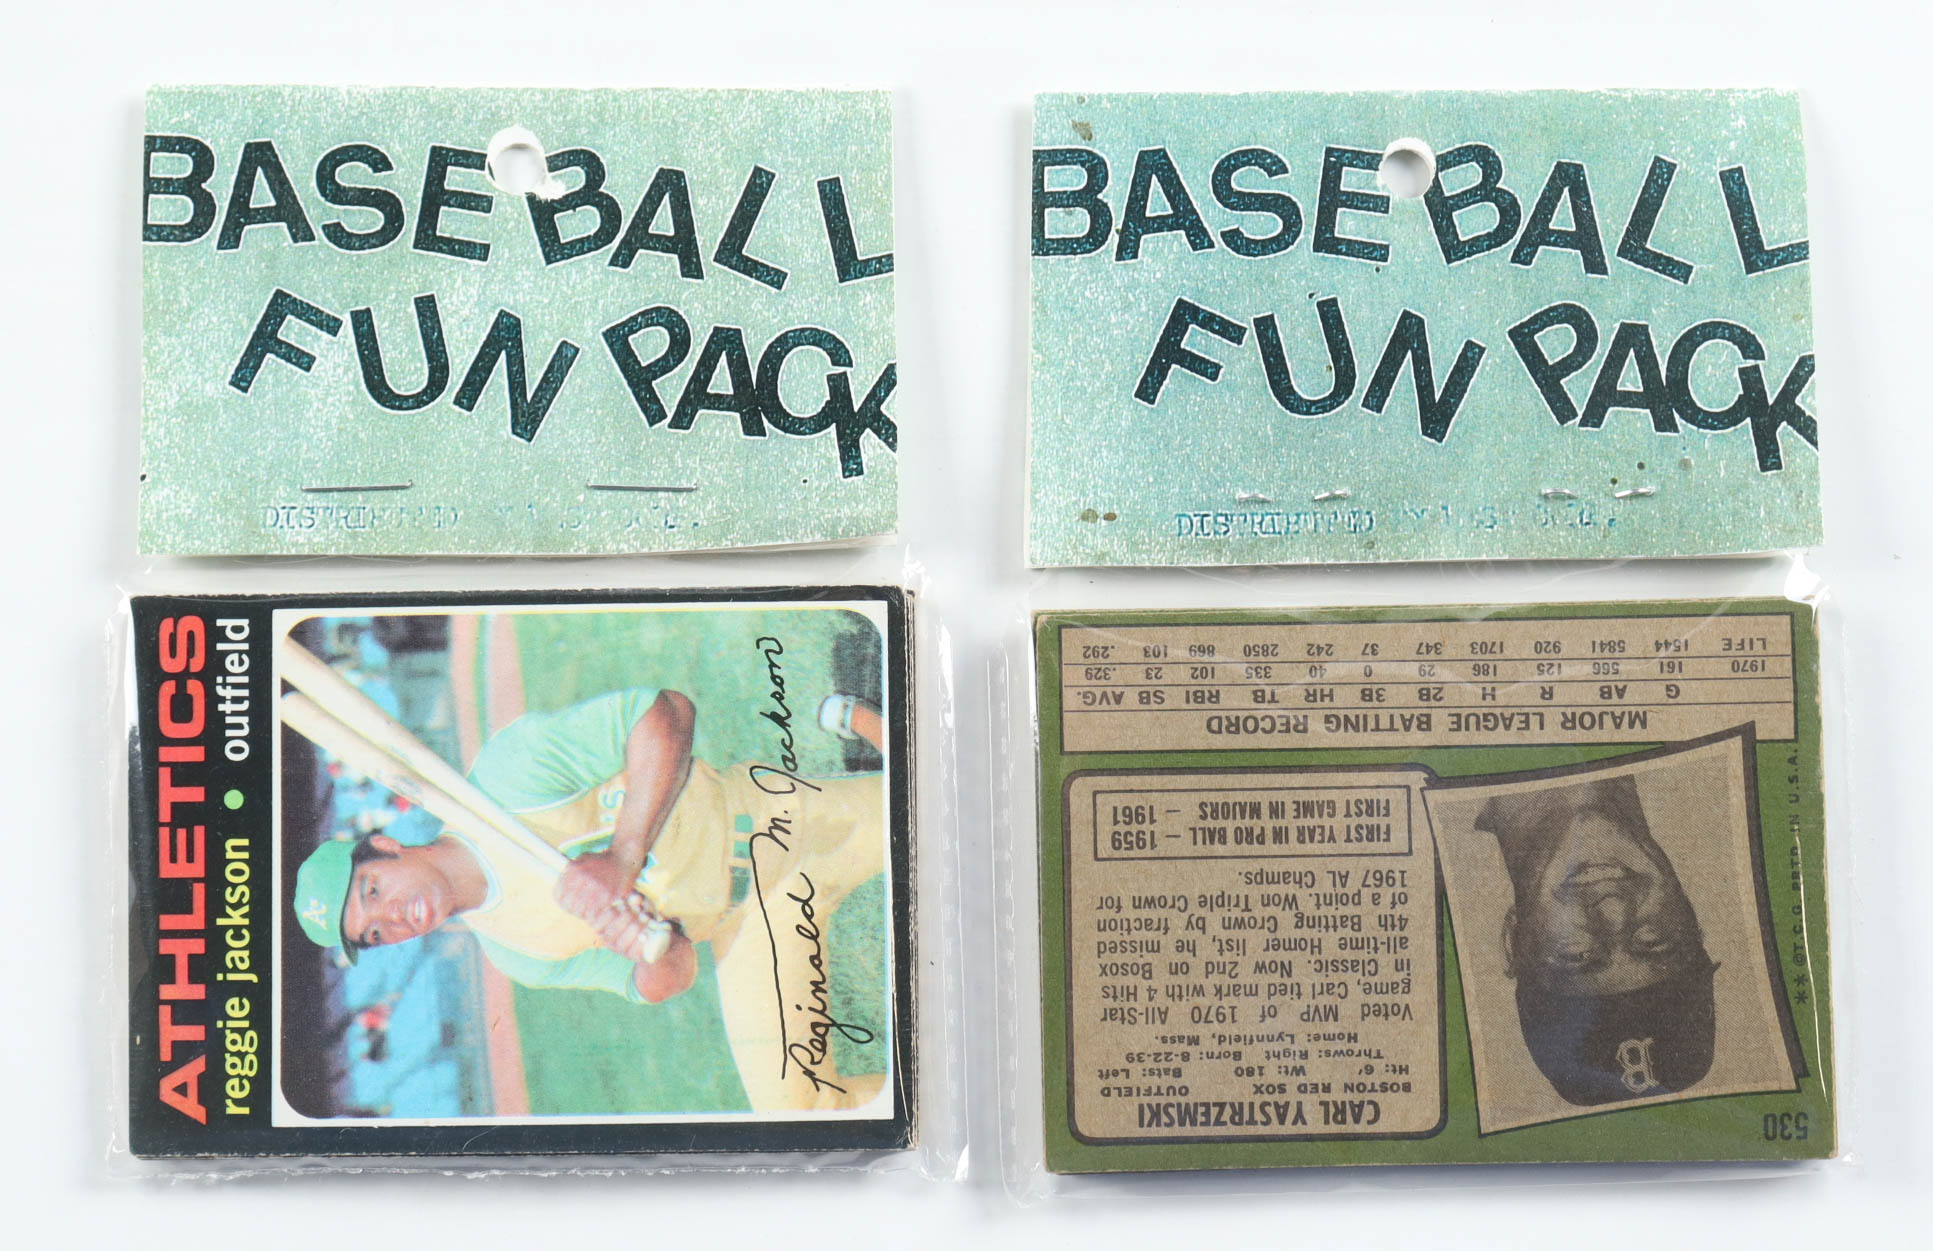 BASEBALL
FUN PACK
BASEBALL
FUN PACK
ATHLETICS
reggie jackson • outfield
A's
Reginald M. Jackson
530
CARL YASTRZEMSKI
BOSTON RED SOX OUTFIELD
Ht: 6' Wt: 180 Bats: Left
Throws: Right Born: 8-22-39
Home: Lynnfield, Mass.
Voted MVP of 1970 All-Star
game, Carl tied mark with 4 Hits
in Classic. Now 2nd on Bosox
all-time Homer list, he missed
4th Batting Crown by fraction
of a point. Won Triple Crown for
1967 AL Champs.
FIRST YEAR IN PRO BALL – 1959
FIRST GAME IN MAJORS – 1961
B
** ©T.C.G. PRTD. IN U.S.A.
MAJOR LEAGUE BATTING RECORD
G AB R H 2B 3B HR TB RBI SB AVG.
1970 161 566 125 186 29 0 40 335 102 23 .329
LIFE 1544 5841 920 1703 347 37 242 2850 869 103 .292